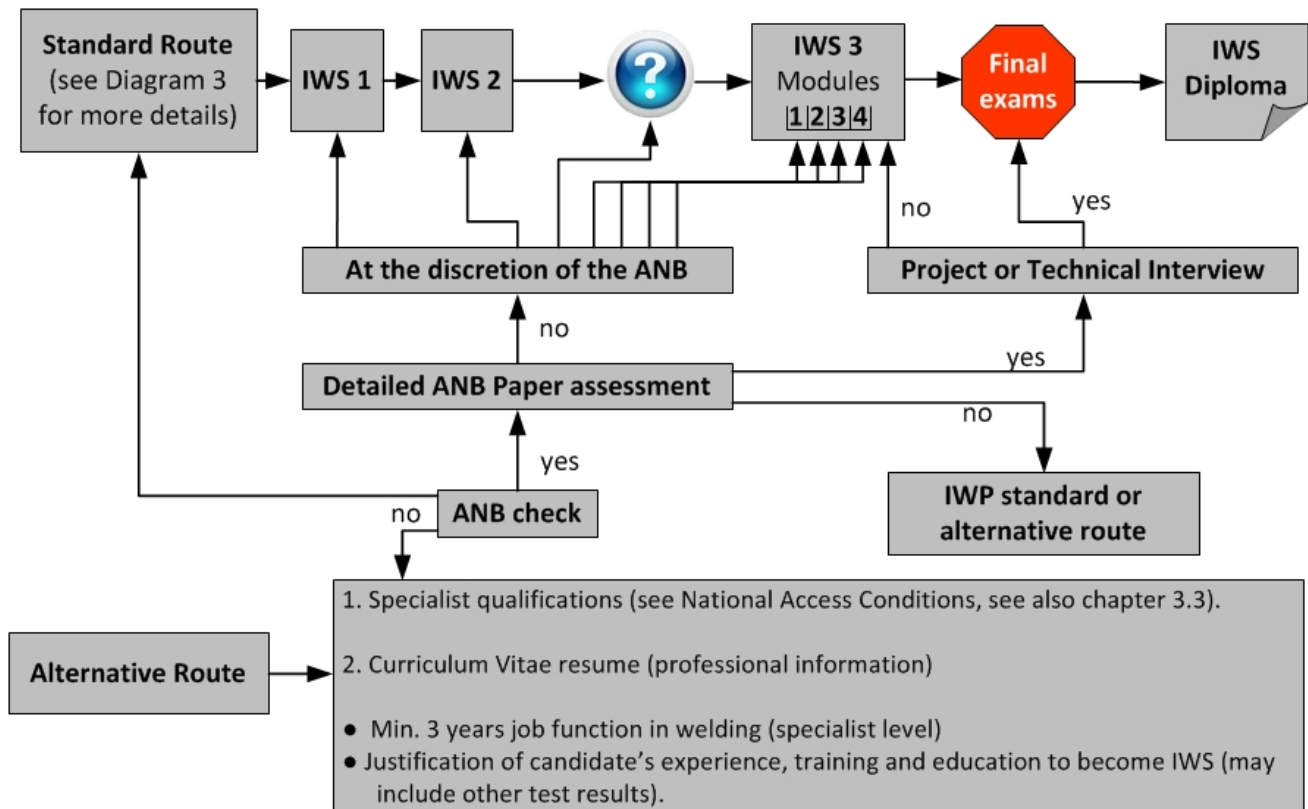 Standard Route
(see Diagram 3
for more details)
IWS 1
IWS 2
?
IWS 3
Modules
1 2 3 4
Final
exams
IWS
Diploma
no
yes
At the discretion of the ANB
Project or Technical Interview
no
yes
Detailed ANB Paper assessment
no
yes
IWP standard or
alternative route
no
ANB check
1. Specialist qualifications (see National Access Conditions, see also chapter 3.3).
Alternative Route
2. Curriculum Vitae resume (professional information)
● Min. 3 years job function in welding (specialist level)
● Justification of candidate's experience, training and education to become IWS (may
include other test results).